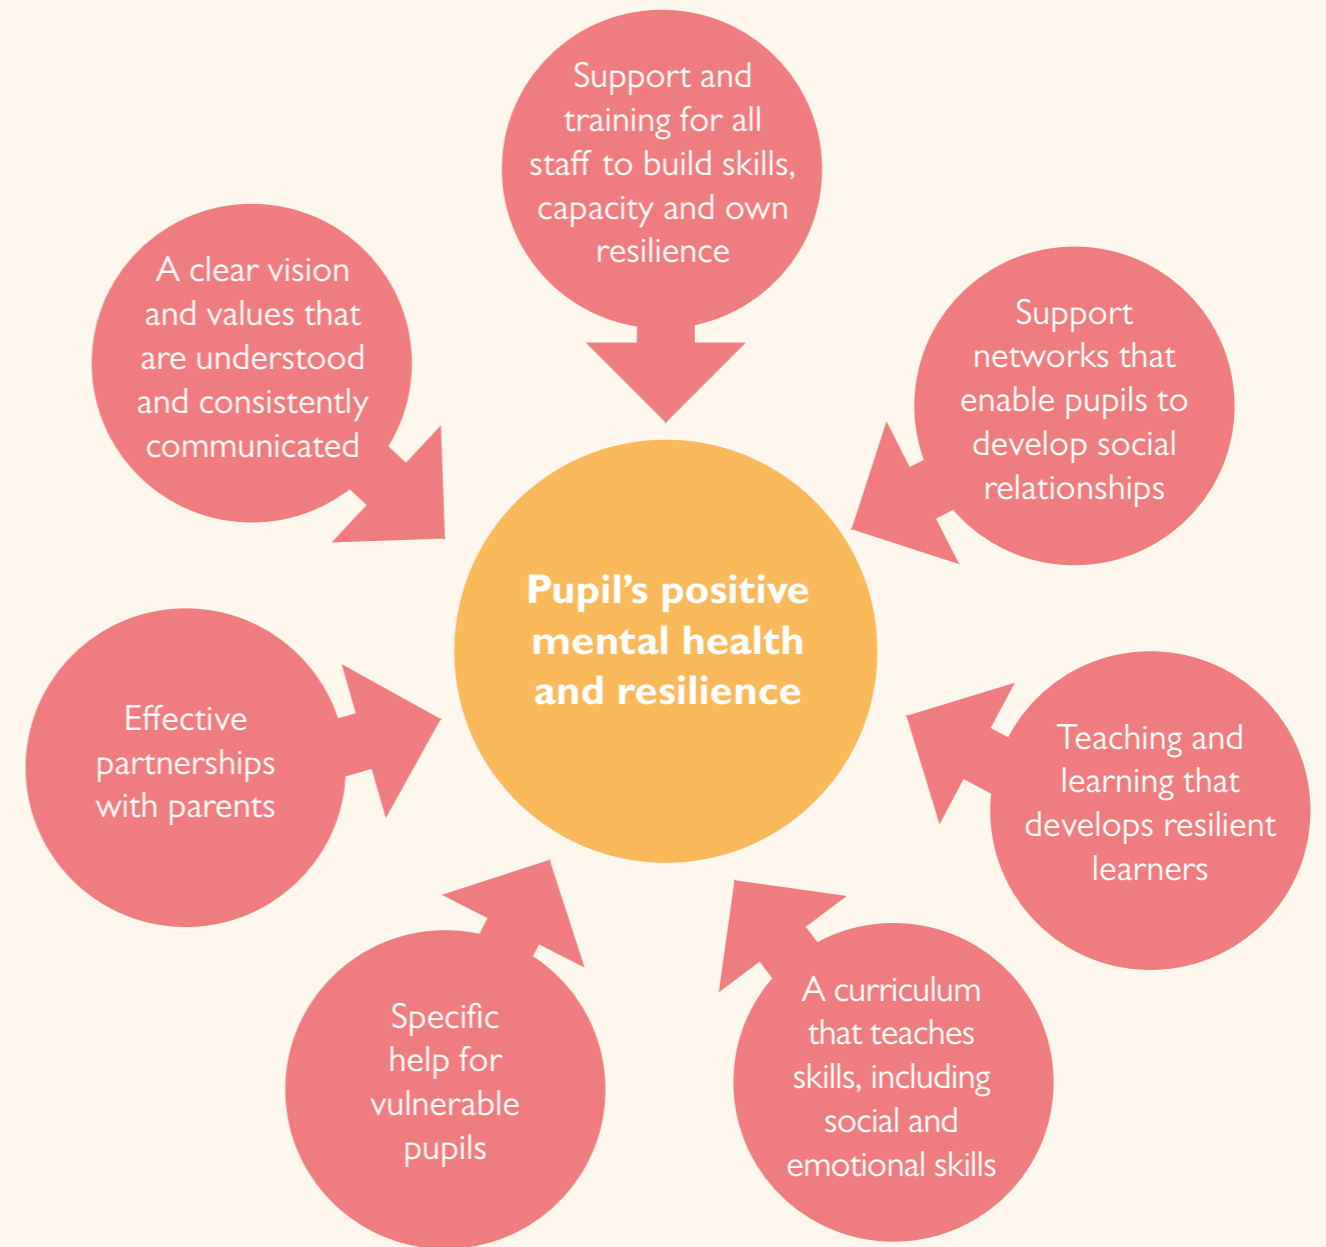 Support and
training for all
staff to build skills,
capacity and own
resilience
Support
networks that
enable pupils to
develop social
relationships
Teaching and
learning that
develops resilient
learners
A curriculum
that teaches
skills, including
social and
emotional skills
Specific
help for
vulnerable
pupils
Effective
partnerships
with parents
A clear vision
and values that
are understood
and consistently
communicated
Pupil’s positive
mental health
and resilience